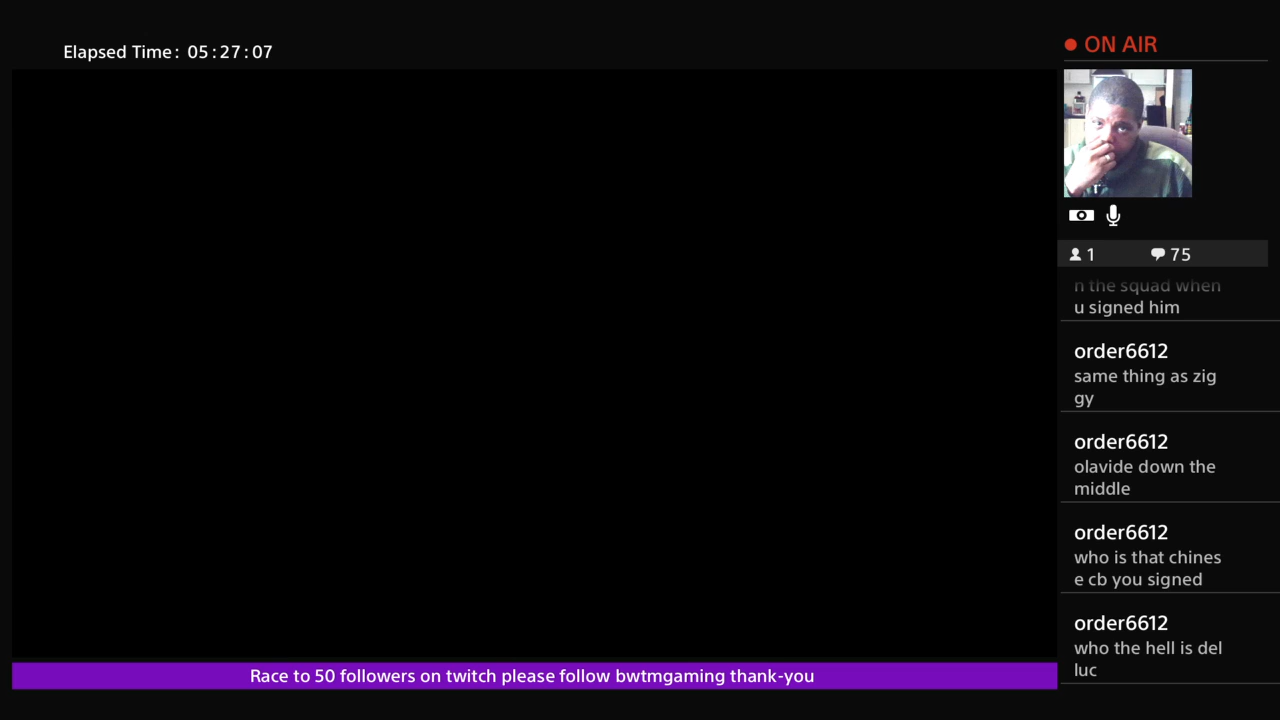 Elapsed Time: 05:27:07
ON AIR
r
1 75
n the squad when
u signed him
order6612
same thing as zig
gy
order6612
olavide down the
middle
order6612
who is that chines
e cb you signed
order6612
who the hell is del
luc
Race to 50 followers on twitch please follow bwtmgaming thank-you